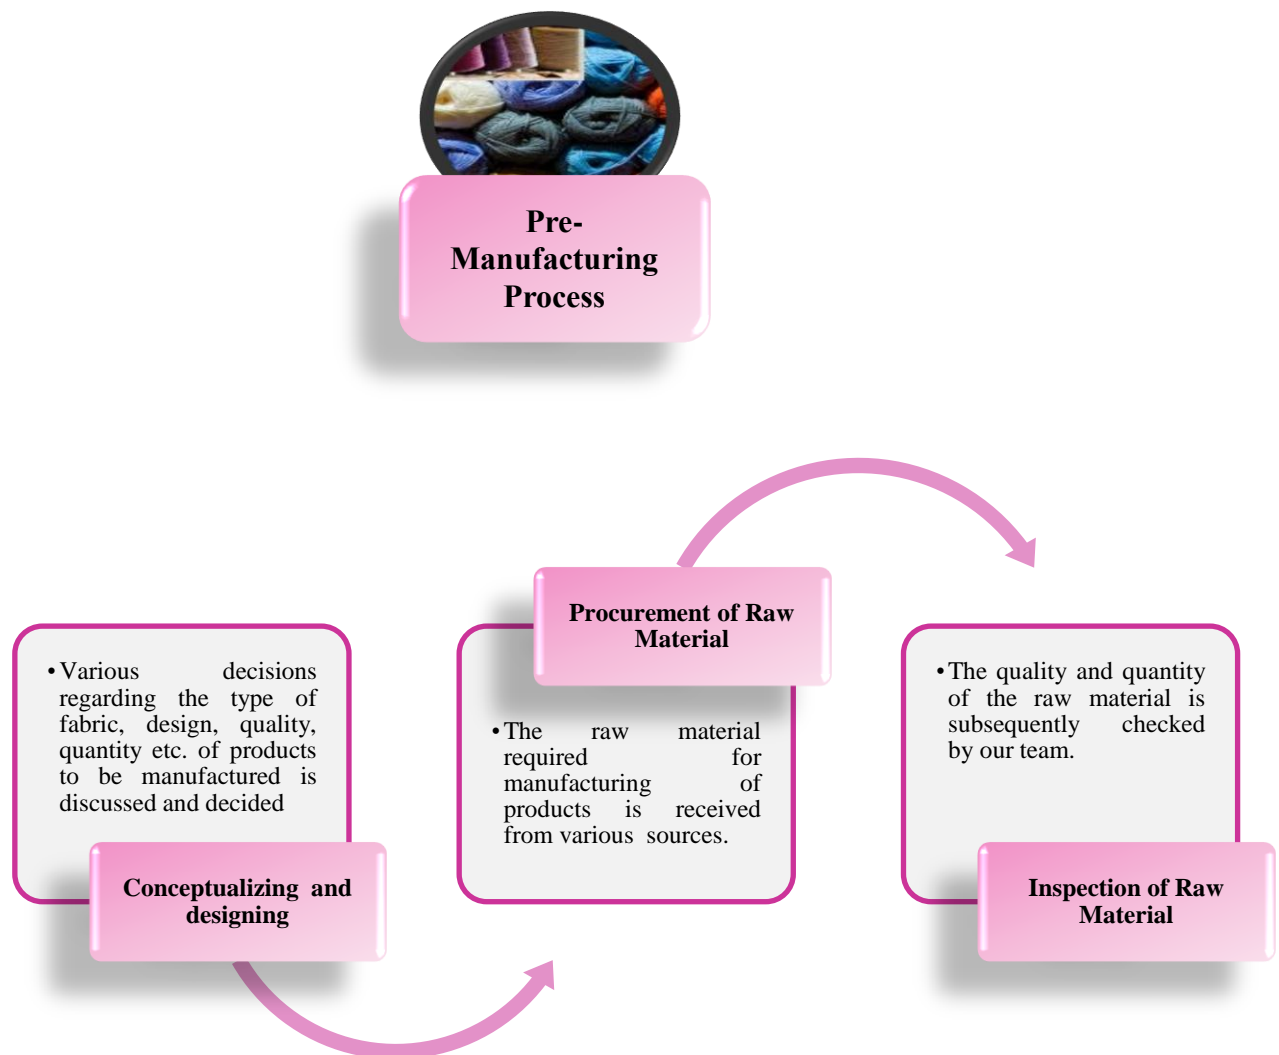 Pre-
Manufacturing
Process
• Various decisions
regarding the type of
fabric, design, quality,
quantity etc. of products
to be manufactured is
discussed and decided
Conceptualizing and
designing
Procurement of Raw
Material
• The raw material
required for
manufacturing of
products is received
from various sources.
• The quality and quantity
of the raw material is
subsequently checked
by our team.
Inspection of Raw
Material